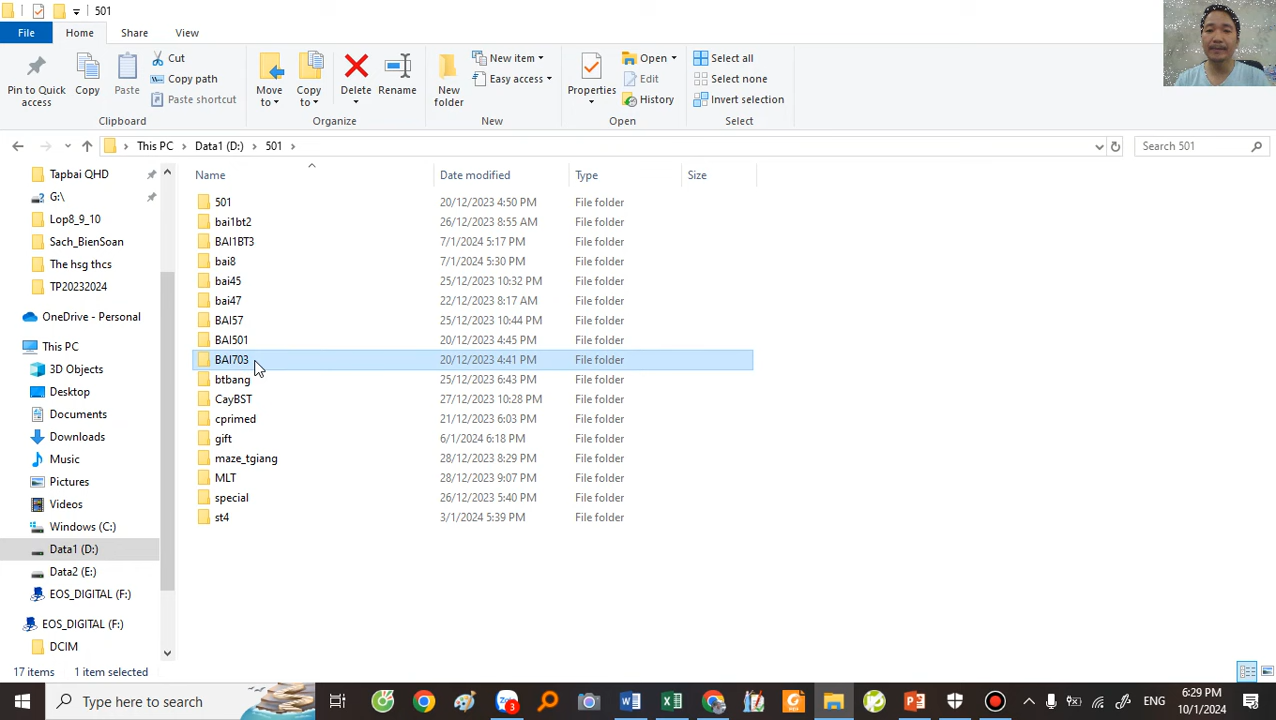 501
File Home Share View
Pin to Quick access
Copy
Paste
Cut
Copy path
Paste shortcut
Clipboard
Move to
Copy to
Delete
Rename
Organize
New folder
New item
Easy access
New
Properties
Open
Edit
History
Open
Select all
Select none
Invert selection
Select
This PC Data1 (D:) 501
Search 501
Tapbai QHD
G:\
Lop8_9_10
Sach_BienSoan
The hsg thcs
TP20232024
OneDrive - Personal
This PC
3D Objects
Desktop
Documents
Downloads
Music
Pictures
Videos
Windows (C:)
Data1 (D:)
Data2 (E:)
EOS_DIGITAL (F:)
EOS_DIGITAL (F:)
DCIM
Name Date modified Type Size
501 20/12/2023 4:50 PM File folder
bai1bt2 26/12/2023 8:55 AM File folder
BAI1BT3 7/1/2024 5:17 PM File folder
bai8 7/1/2024 5:30 PM File folder
bai45 25/12/2023 10:32 PM File folder
bai47 22/12/2023 8:17 AM File folder
BAI57 25/12/2023 10:44 PM File folder
BAI501 20/12/2023 4:45 PM File folder
BAI703 20/12/2023 4:41 PM File folder
btbang 25/12/2023 6:43 PM File folder
CayBST 27/12/2023 10:28 PM File folder
cprimed 21/12/2023 6:03 PM File folder
gift 6/1/2024 6:18 PM File folder
maze_tgiang 28/12/2023 8:29 PM File folder
MLT 28/12/2023 9:07 PM File folder
special 26/12/2023 5:40 PM File folder
st4 3/1/2024 5:39 PM File folder
17 items 1 item selected
Type here to search
3
ENG
6:29 PM
10/1/2024